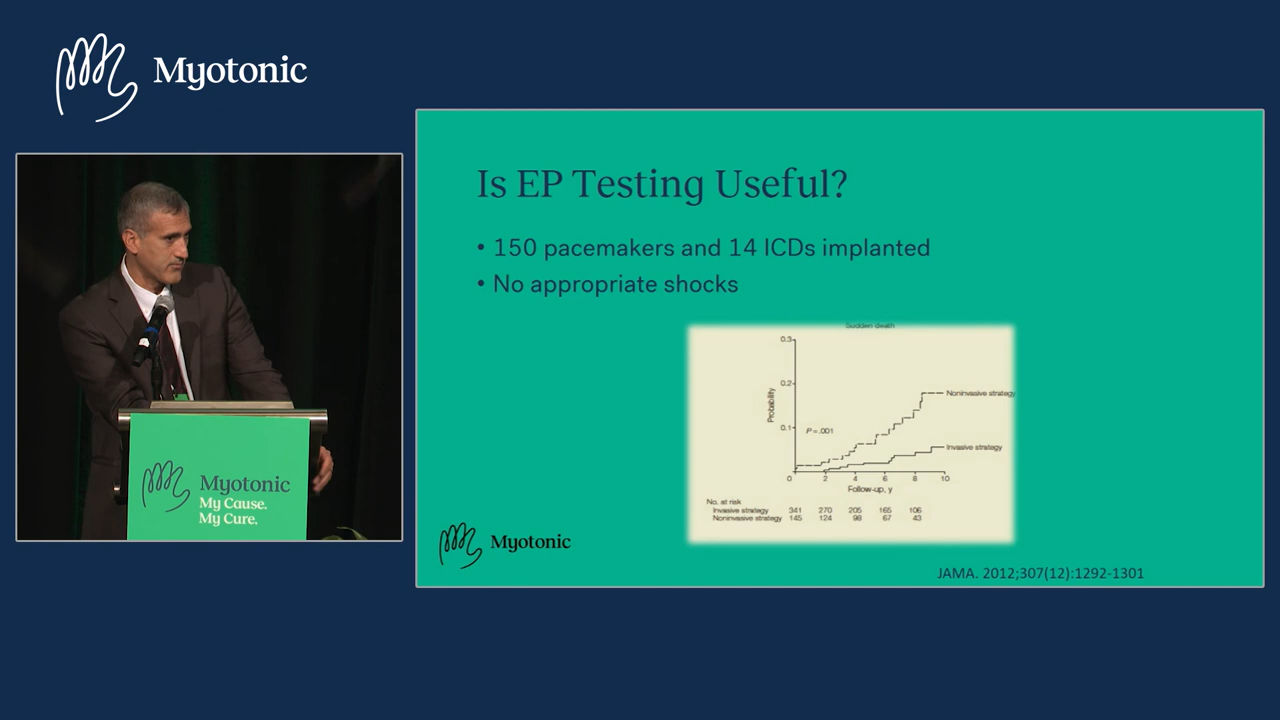 Myotonic
Is EP Testing Useful?
• 150 pacemakers and 14 ICDs implanted
• No appropriate shocks
Sudden death
0.3
0.2
0.1
Probability
P = .001
Noninvasive strategy
Invasive strategy
0 2 4 6 8 10
Follow-up, y
No. at risk
Invasive strategy 341 270 205 165 106
Noninvasive strategy 145 124 98 67 43
Myotonic
JAMA. 2012;307(12):1292-1301
Myotonic
My Cause.
My Cure.